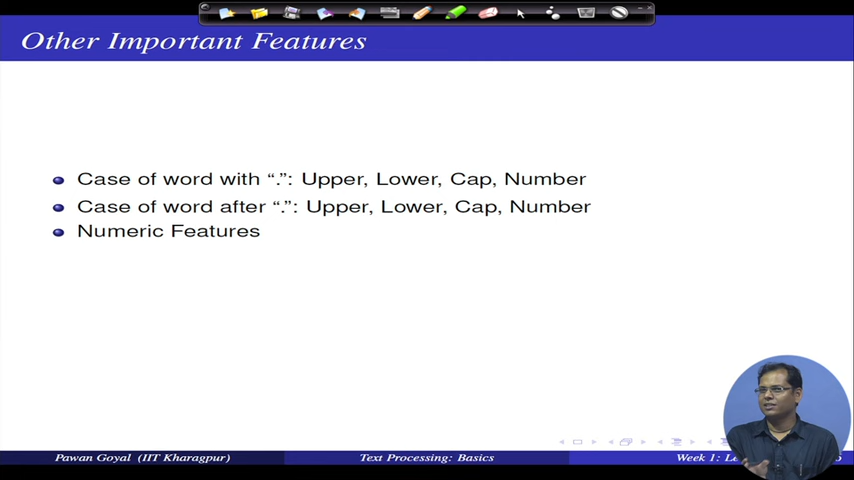 Other Important Features
Case of word with “.”: Upper, Lower, Cap, Number
Case of word after “.”: Upper, Lower, Cap, Number
Numeric Features
Pawan Goyal (IIT Kharagpur) Text Processing: Basics Week 1: